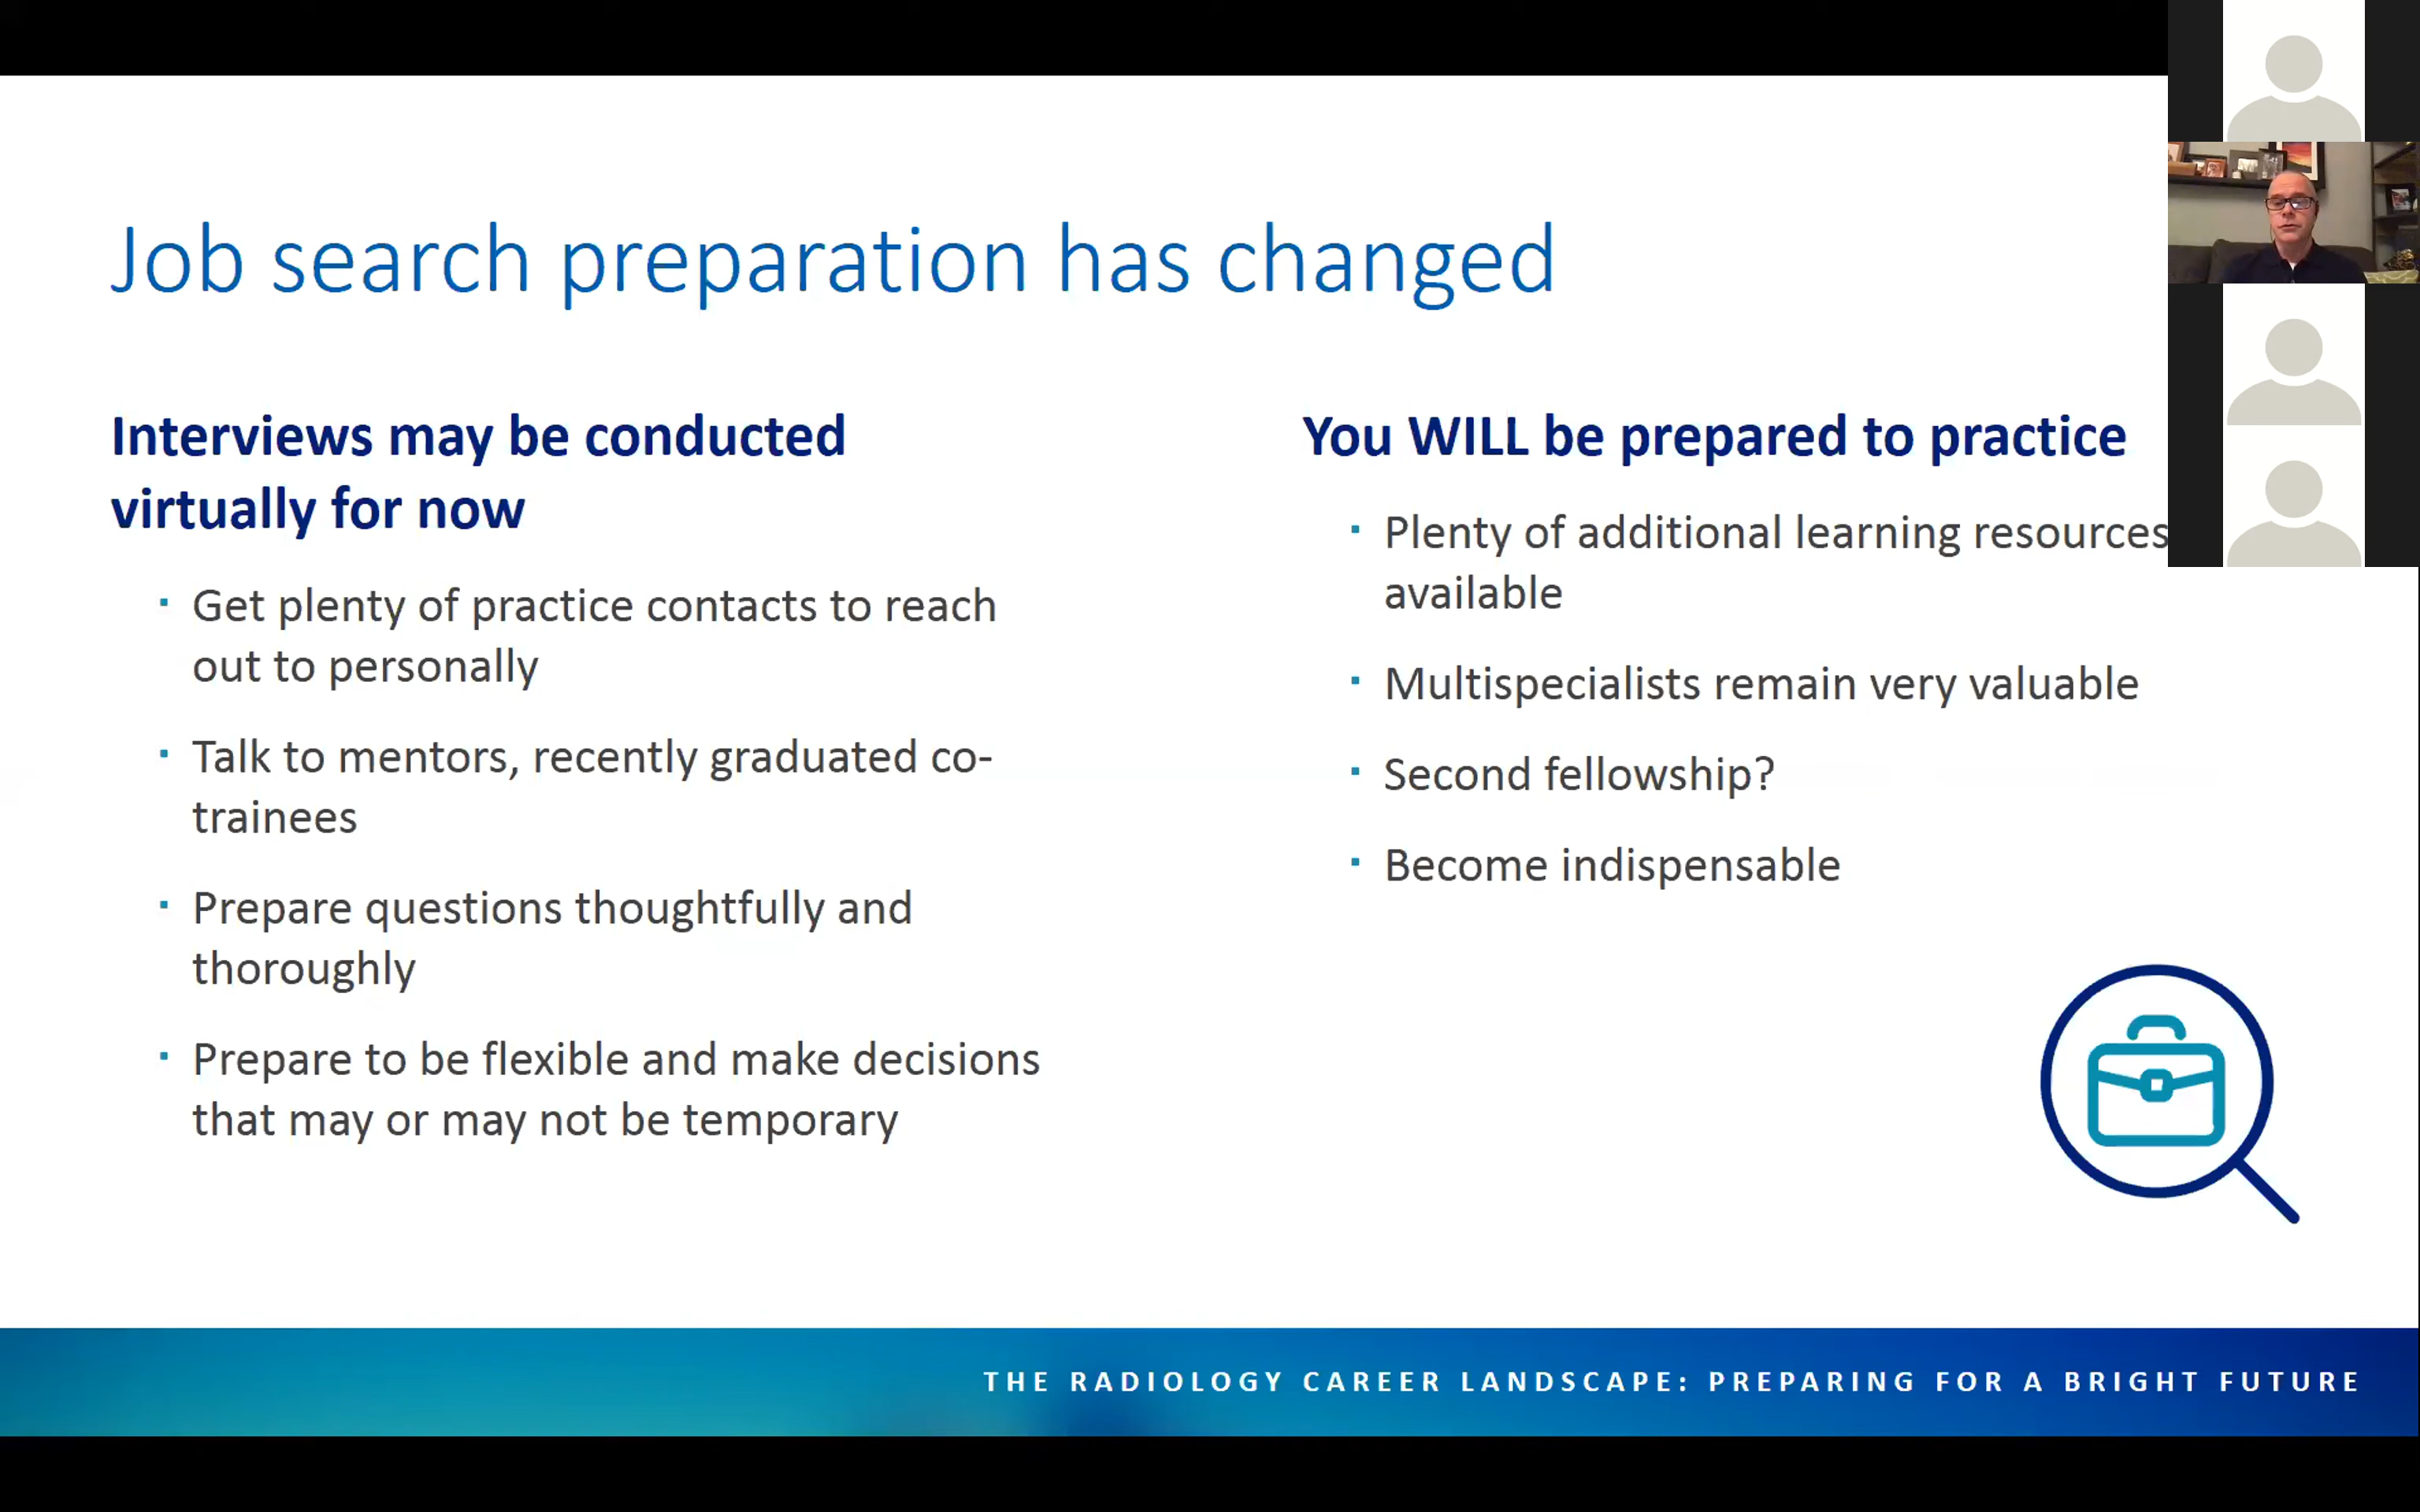 Job search preparation has changed
Interviews may be conducted
virtually for now
Get plenty of practice contacts to reach
out to personally
Talk to mentors, recently graduated co-
trainees
Prepare questions thoughtfully and
thoroughly
Prepare to be flexible and make decisions
that may or may not be temporary
You WILL be prepared to practice
Plenty of additional learning resources
available
Multispecialists remain very valuable
Second fellowship?
Become indispensable
THE RADIOLOGY CAREER LANDSCAPE: PREPARING FOR A BRIGHT FUTURE